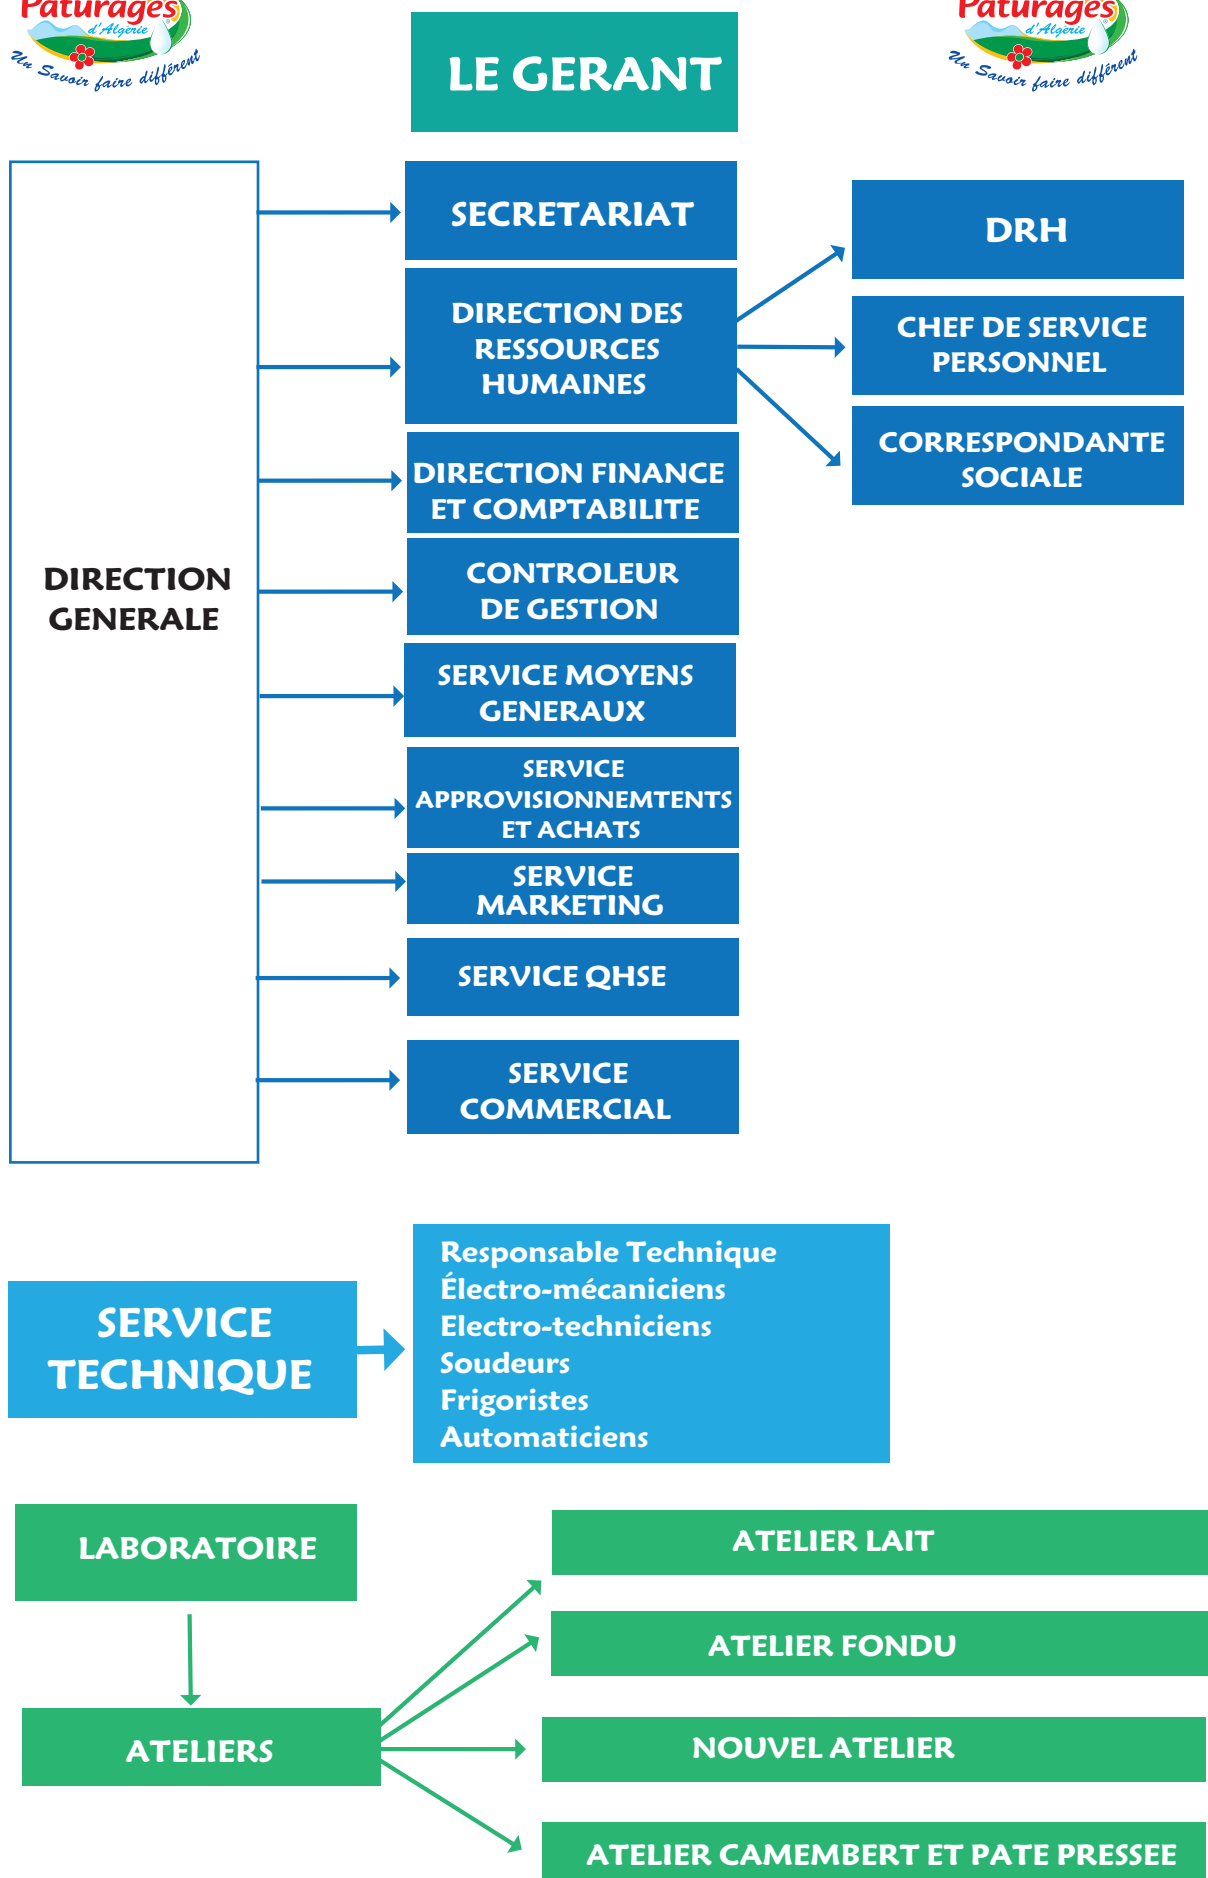 Paturages
d'Algerie
Un Savoir faire différent
LE GERANT
Paturages
d'Algerie
Un Savoir faire différent
DIRECTION
GENERALE
SECRETARIAT
DIRECTION DES
RESSOURCES
HUMAINES
DRH
CHEF DE SERVICE
PERSONNEL
CORRESPONDANTE
SOCIALE
DIRECTION FINANCE
ET COMPTABILITE
CONTROLEUR
DE GESTION
SERVICE MOYENS
GENERAUX
SERVICE
APPROVISIONNEMTENTS
ET ACHATS
SERVICE
MARKETING
SERVICE QHSE
SERVICE
COMMERCIAL
SERVICE
TECHNIQUE
Responsable Technique
Électro-mécaniciens
Electro-techniciens
Soudeurs
Frigoristes
Automaticiens
LABORATOIRE
ATELIERS
ATELIER LAIT
ATELIER FONDU
NOUVEL ATELIER
ATELIER CAMEMBERT ET PATE PRESSEE